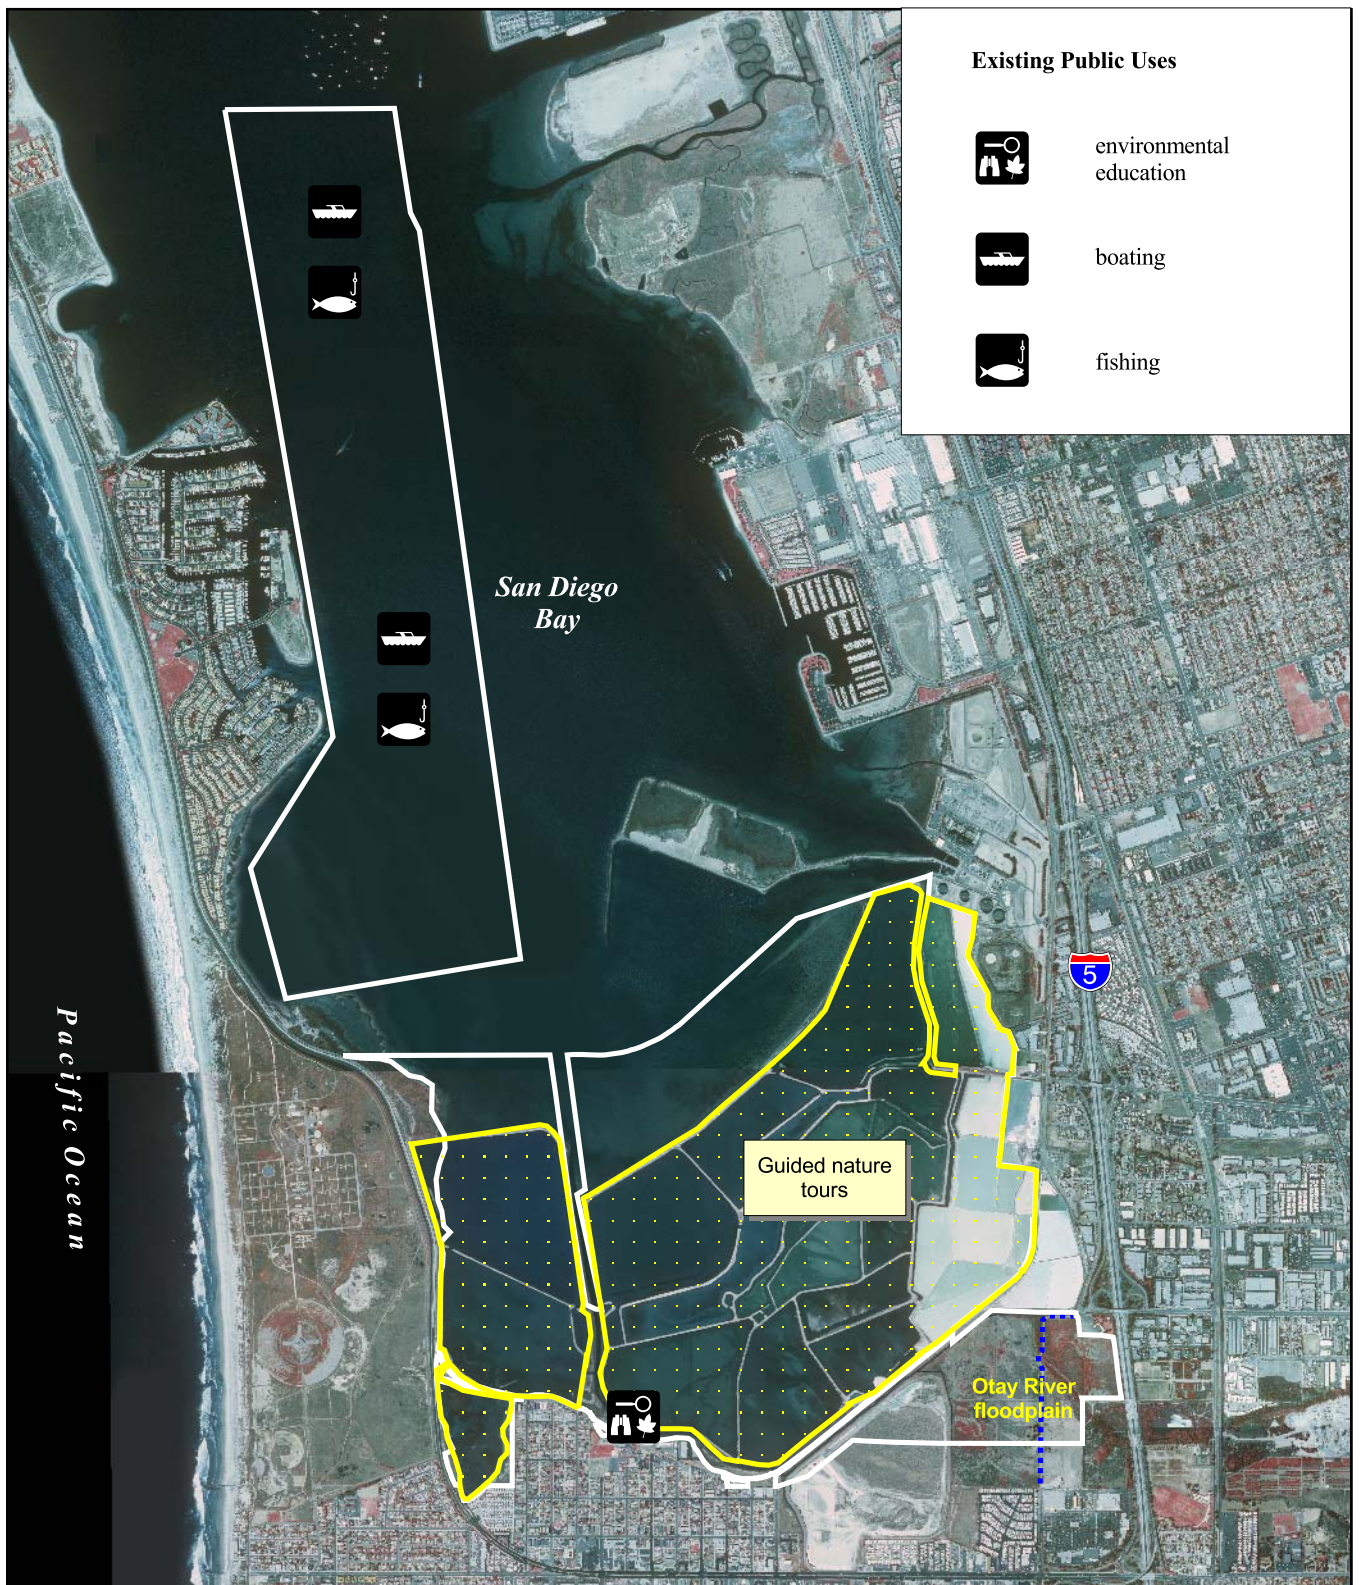 Existing Public Uses
environmental
education
boating
fishing
San Diego
Bay
5
Pacific Ocean
Guided nature
tours
Otay River
floodplain